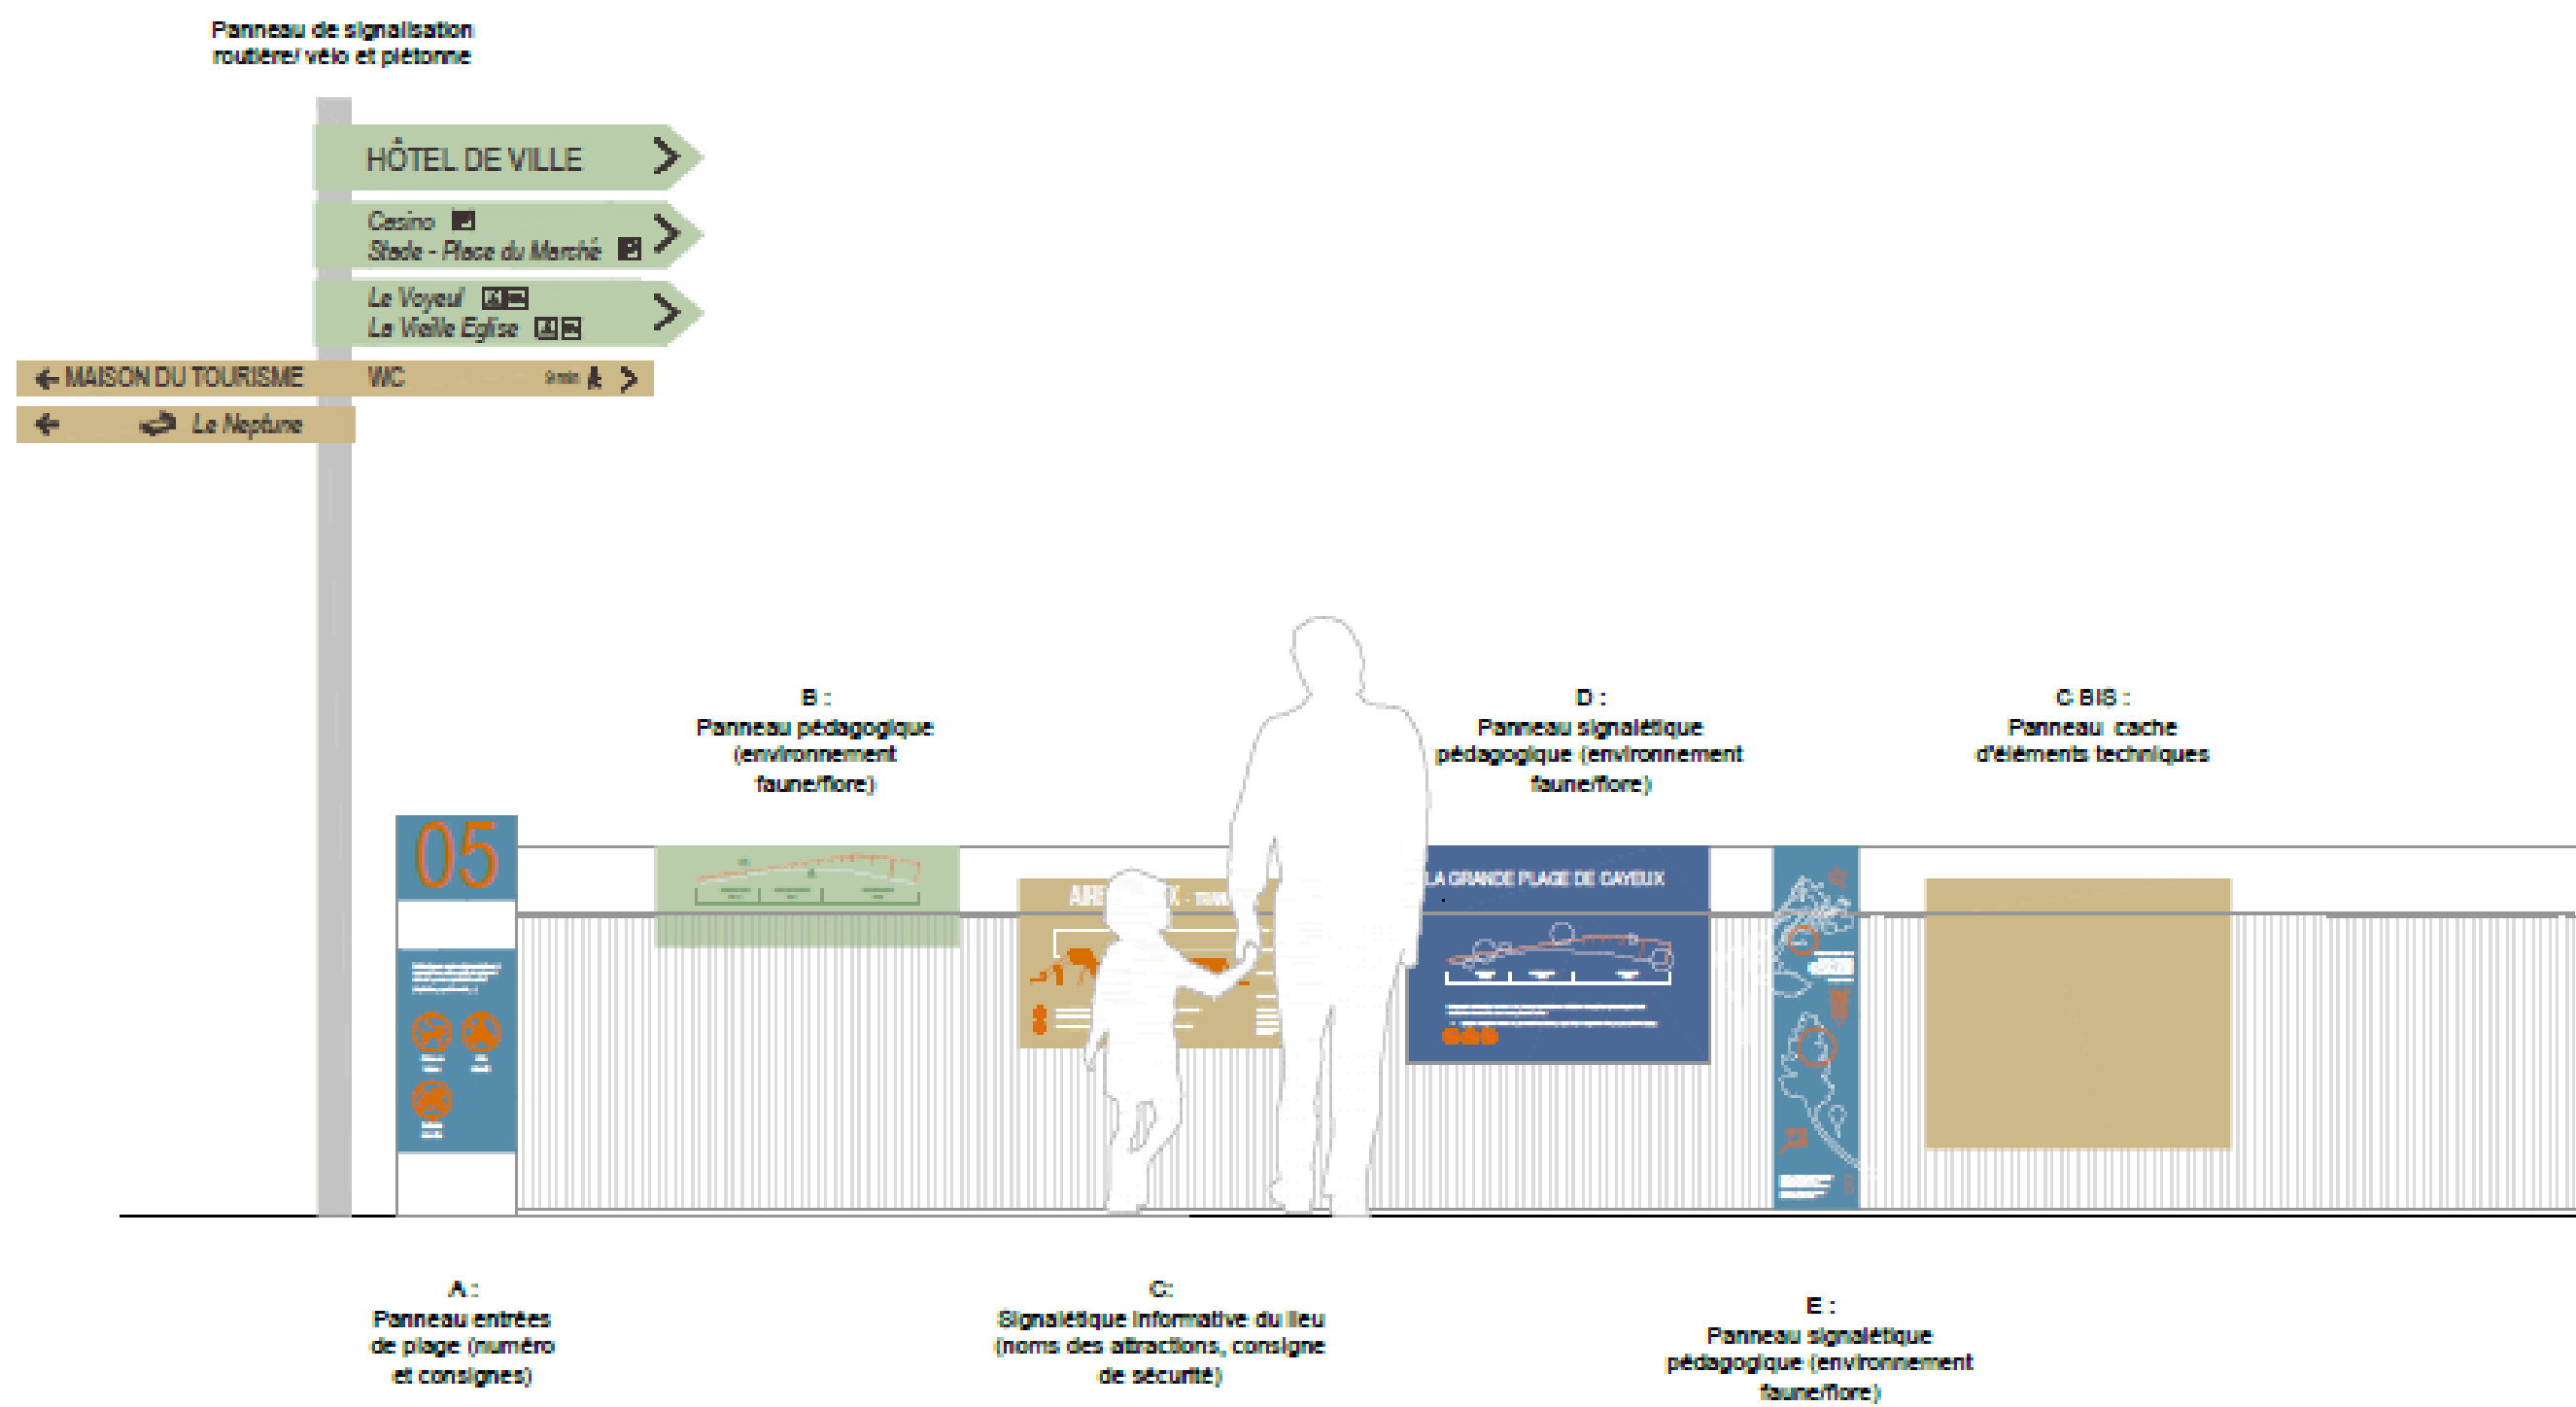 Panneau de signalisation
routière/ vélo et piétonne
HÔTEL DE VILLE
Casino
Stade - Place du Marché
Le Voyeul
La Vieille Eglise
MAISON DU TOURISME
WC
9 min
Le Neptune
B :
Panneau pédagogique
(environnement
faune/flore)
D :
Panneau signalétique
pédagogique (environnement
faune/flore)
C BIS :
Panneau cache
d'éléments techniques
05
LA GRANDE PLAGE DE CAYEUX
A :
Panneau entrées
de plage (numéro
et consignes)
C:
Signalétique informative du lieu
(noms des attractions, consigne
de sécurité)
E :
Panneau signalétique
pédagogique (environnement
faune/flore)